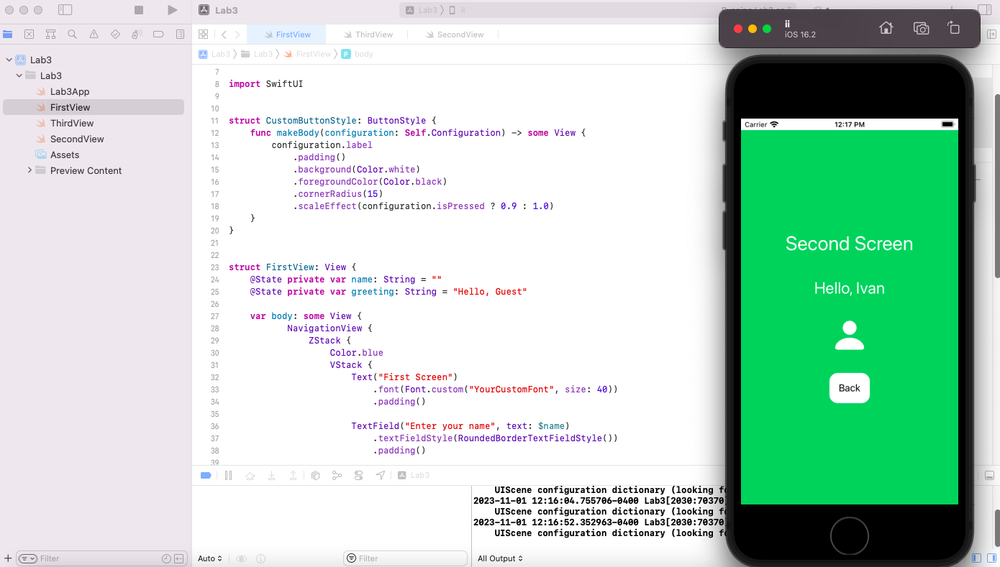 Lab3
Lab3 ii
Running Lab3 on ii
1
ii
iOS 16.2
FirstView
ThirdView
SecondView
Lab3 Lab3 FirstView P body
Lab3
Lab3
Lab3App
FirstView
ThirdView
SecondView
Assets
Preview Content
7
8 import SwiftUI
9
10
11 struct CustomButtonStyle: ButtonStyle {
12 func makeBody(configuration: Self.Configuration) -> some View {
13 configuration.label
14 .padding()
15 .background(Color.white)
16 .foregroundColor(Color.black)
17 .cornerRadius(15)
18 .scaleEffect(configuration.isPressed ? 0.9 : 1.0)
19 }
20 }
21
22
23 struct FirstView: View {
24 @State private var name: String = ""
25 @State private var greeting: String = "Hello, Guest"
26
27 var body: some View {
28 NavigationView {
29 ZStack {
30 Color.blue
31 VStack {
32 Text("First Screen")
33 .font(Font.custom("YourCustomFont", size: 40))
34 .padding()
35
36 TextField("Enter your name", text: $name)
37 .textFieldStyle(RoundedBorderTextFieldStyle())
38 .padding()
39
Lab3
UIScene configuration dictionary (looking fo
2023-11-01 12:16:04.755706-0400 Lab3[2030:70370]
UIScene configuration dictionary (looking fo
2023-11-01 12:16:52.352963-0400 Lab3[2030:70370]
UIScene configuration dictionary (looking fo
Filter
Auto
Filter
All Output
Carrier 12:17 PM
Second Screen
Hello, Ivan
Back